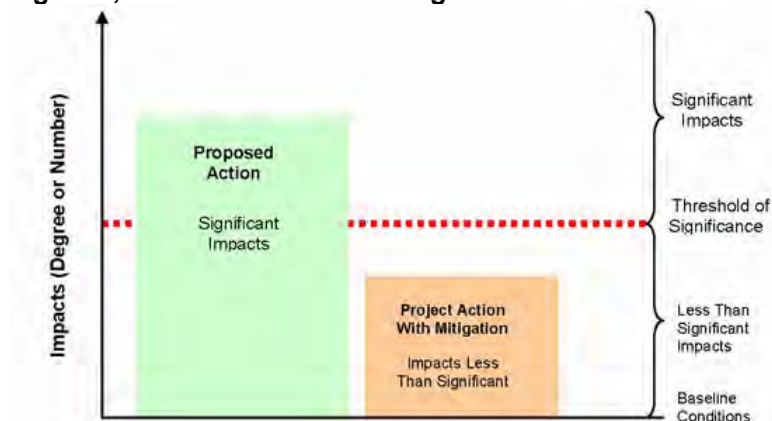 Impacts (Degree or Number)
Proposed
Action
Significant
Impacts
Project Action
With Mitigation
Impacts Less
Than Significant
Significant
Impacts
Threshold of
Significance
Less Than
Significant
Impacts
Baseline
Conditions